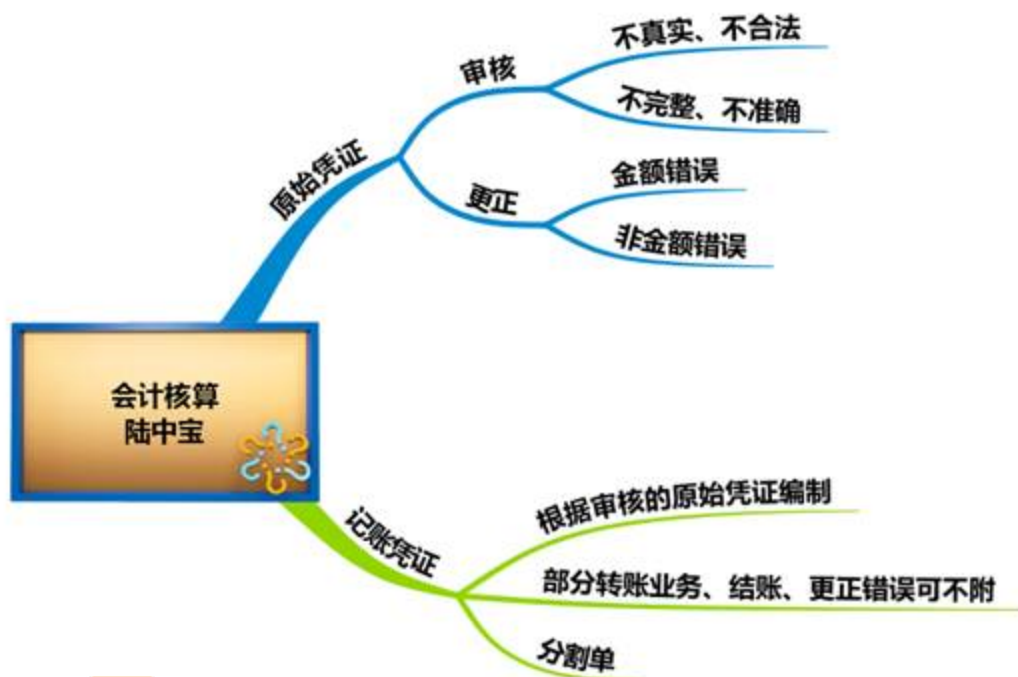 会计核算
陆中宝
原始凭证
审核
不真实、不合法
不完整、不准确
更正
金额错误
非金额错误
记账凭证
根据审核的原始凭证编制
部分转账业务、结账、更正错误可不附
分割单